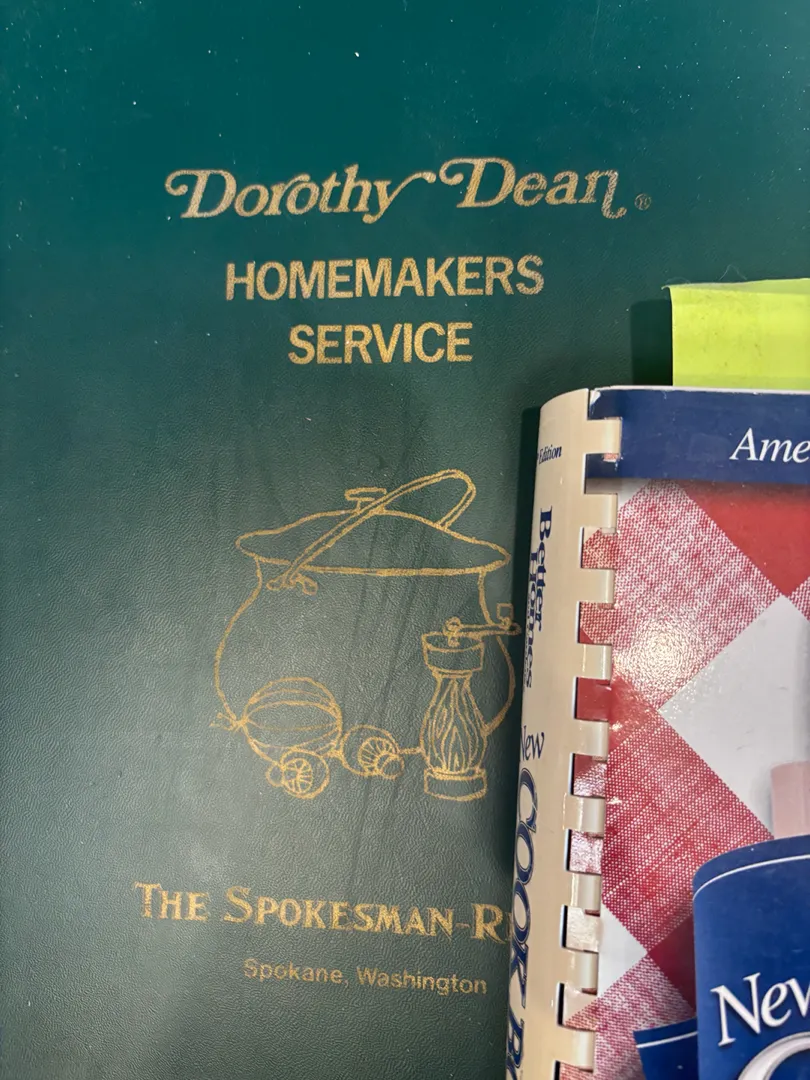 Dorothy Dean ®
HOMEMAKERS
SERVICE
THE SPOKESMAN-R
Spokane, Washington
Edition
Better
Homes
New
COOK B
Ame
New